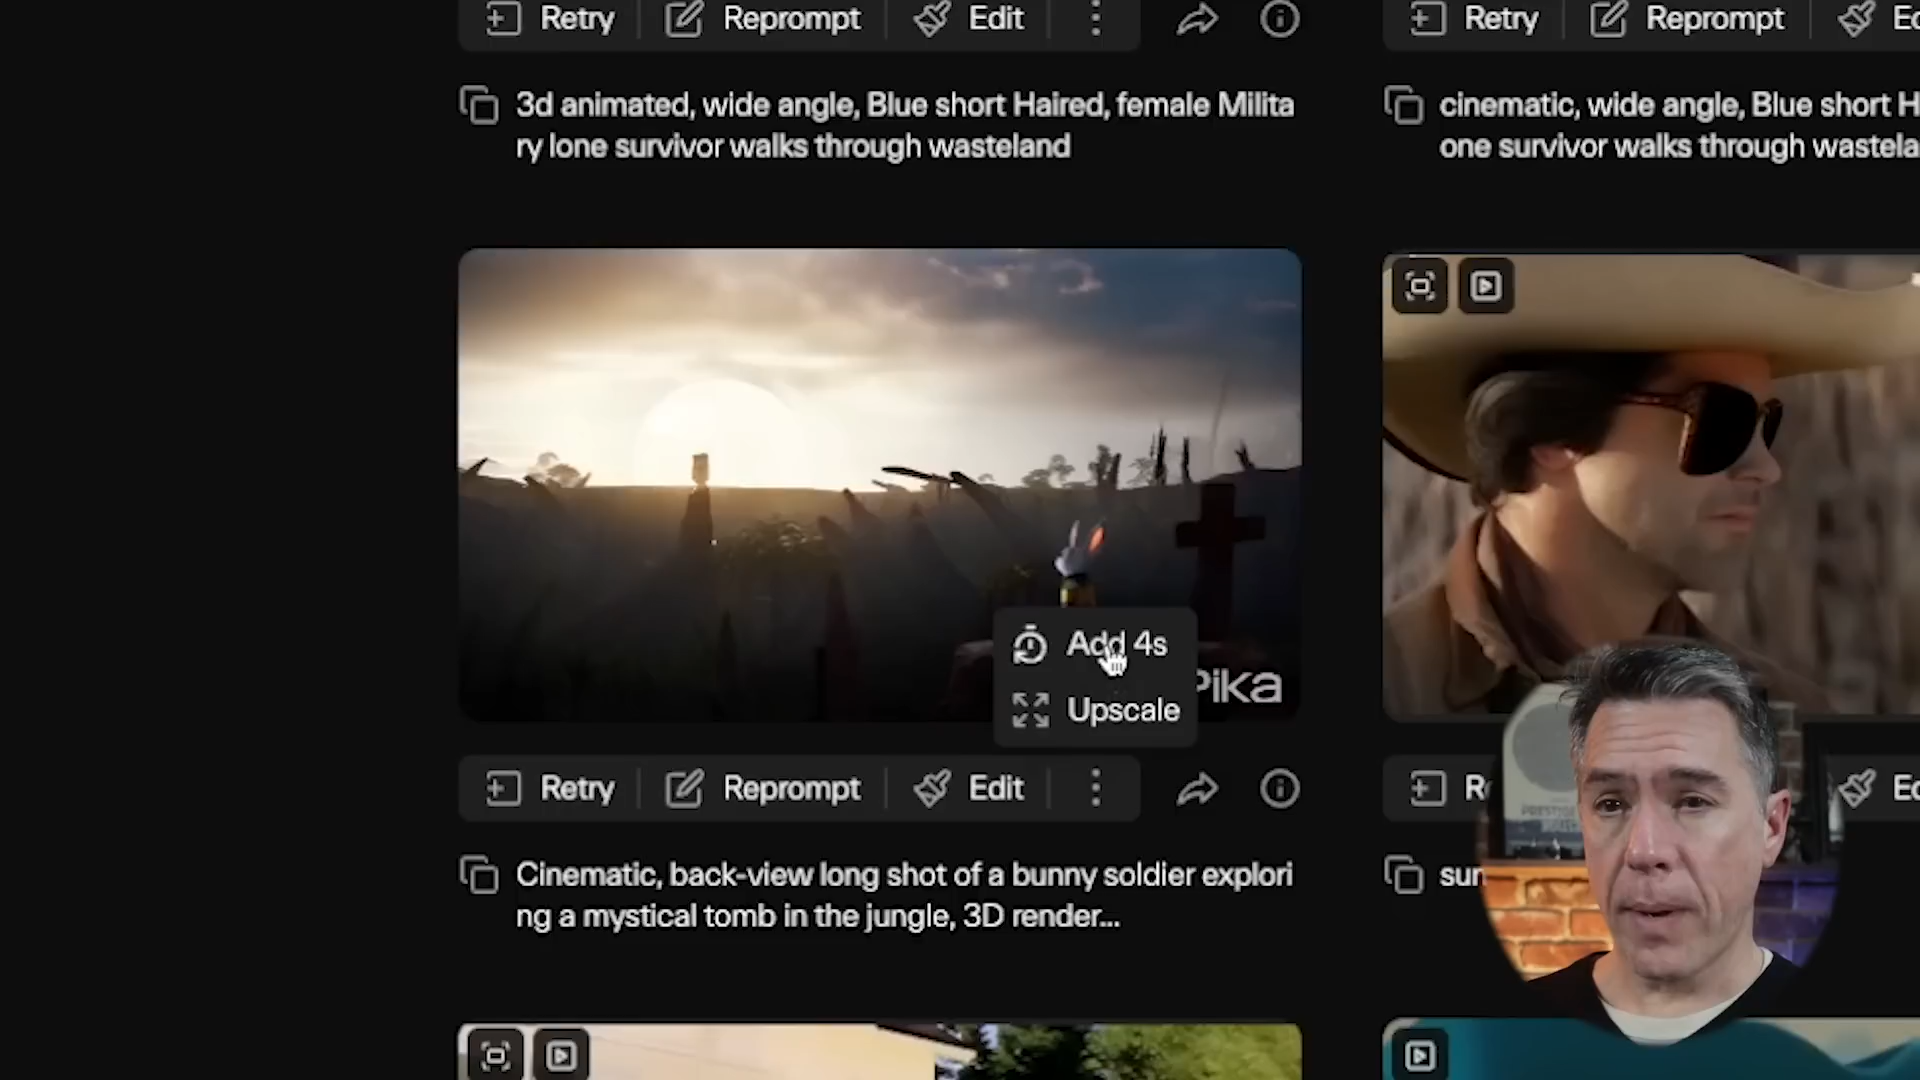 Retry
Reprompt
Edit
Retry
Reprompt
3d animated, wide angle, Blue short Haired, female Milita
ry lone survivor walks through wasteland
cinematic, wide angle, Blue short H
one survivor walks through wastela
Add 4s
Upscale
Pika
Retry
Reprompt
Edit
Cinematic, back-view long shot of a bunny soldier explori
ng a mystical tomb in the jungle, 3D render...